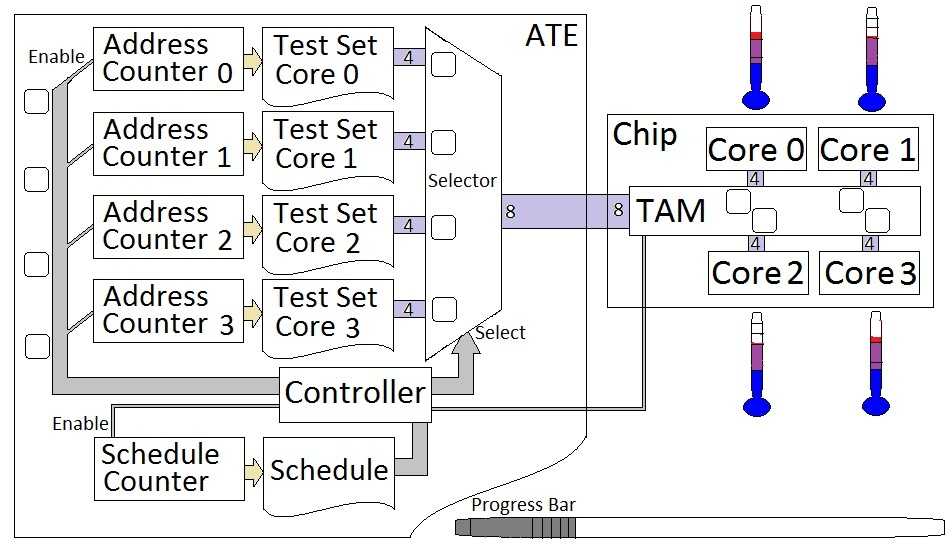 ATE
Enable
Address
Counter 0
Test Set
Core 0
4
Address
Counter 1
Test Set
Core 1
4
Selector
Address
Counter 2
Test Set
Core 2
4
8
8
Address
Counter 3
Test Set
Core 3
4
Select
Controller
Enable
Schedule
Counter
Schedule
Chip
Core 0
Core 1
4
4
TAM
4
4
Core 2
Core 3
Progress Bar